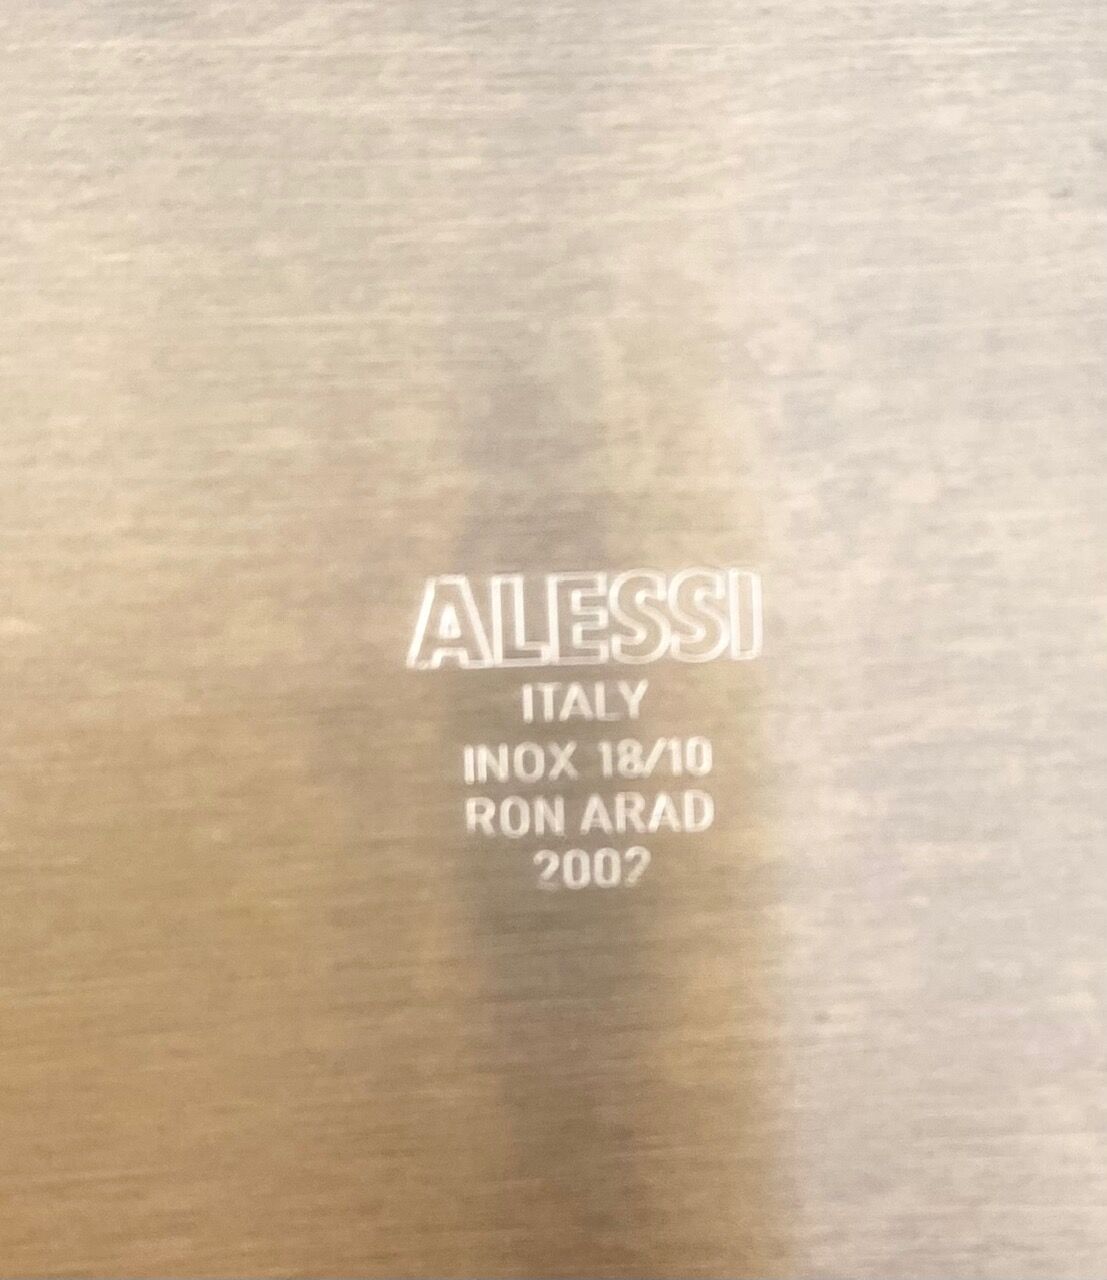 ALESSI
ITALY
INOX 18/10
RON ARAD
2002